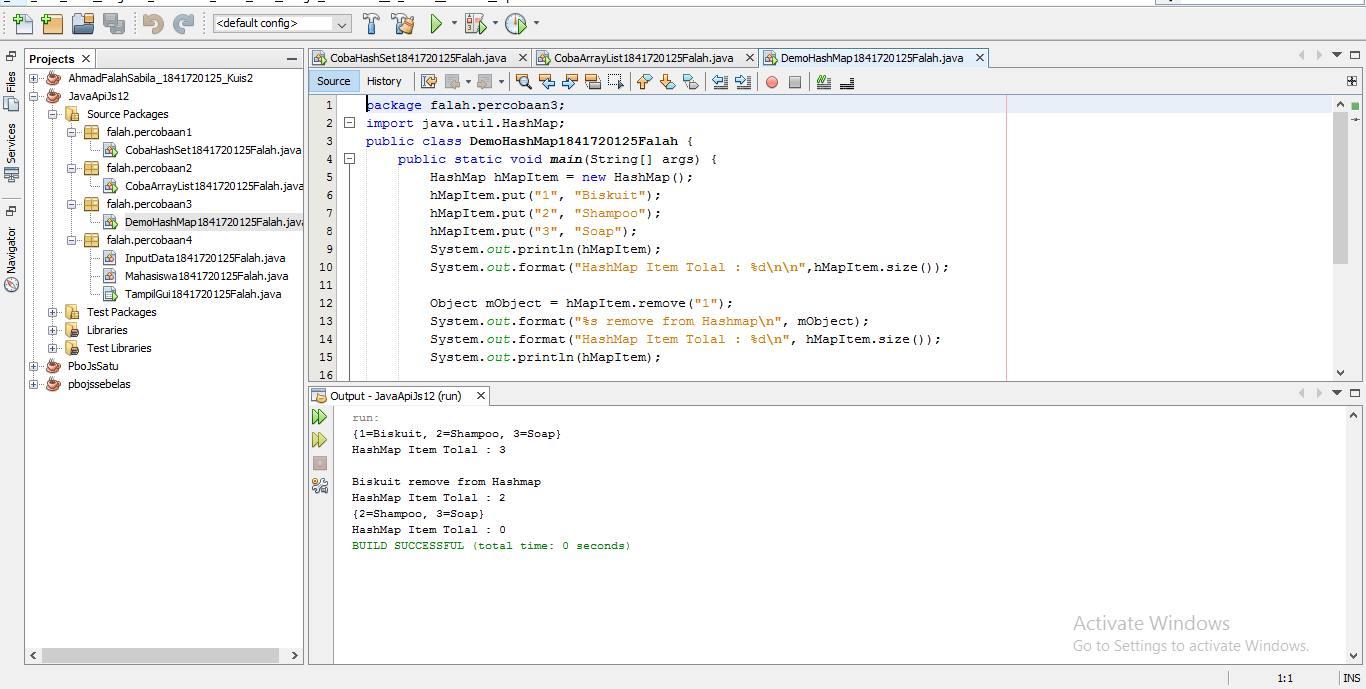 <default config>
Projects
AhmadFalahSabila_1841720125_Kuis2
JavaApiJs12
Source Packages
falah.percobaan1
CobaHashSet1841720125Falah.java
falah.percobaan2
CobaArrayList1841720125Falah.java
falah.percobaan3
DemoHashMap1841720125Falah.java
falah.percobaan4
InputData1841720125Falah.java
Mahasiswa1841720125Falah.java
TampilGui1841720125Falah.java
Test Packages
Libraries
Test Libraries
PboJsSatu
pbojssebelas
Files
Services
Navigator
CobaHashSet1841720125Falah.java
CobaArrayList1841720125Falah.java
DemoHashMap1841720125Falah.java
Source History
1 package falah.percobaan3;
2 import java.util.HashMap;
3 public class DemoHashMap1841720125Falah {
4 public static void main(String[] args) {
5 HashMap hMapItem = new HashMap();
6 hMapItem.put("1", "Biskuit");
7 hMapItem.put("2", "Shampoo");
8 hMapItem.put("3", "Soap");
9 System.out.println(hMapItem);
10 System.out.format("HashMap Item Tolal : %d\n\n",hMapItem.size());
11
12 Object mObject = hMapItem.remove("1");
13 System.out.format("%s remove from Hashmap\n", mObject);
14 System.out.format("HashMap Item Tolal : %d\n", hMapItem.size());
15 System.out.println(hMapItem);
16
Output - JavaApiJs12 (run)
run:
{1=Biskuit, 2=Shampoo, 3=Soap}
HashMap Item Tolal : 3
Biskuit remove from Hashmap
HashMap Item Tolal : 2
{2=Shampoo, 3=Soap}
HashMap Item Tolal : 0
BUILD SUCCESSFUL (total time: 0 seconds)
Activate Windows
Go to Settings to activate Windows.
1:1 INS